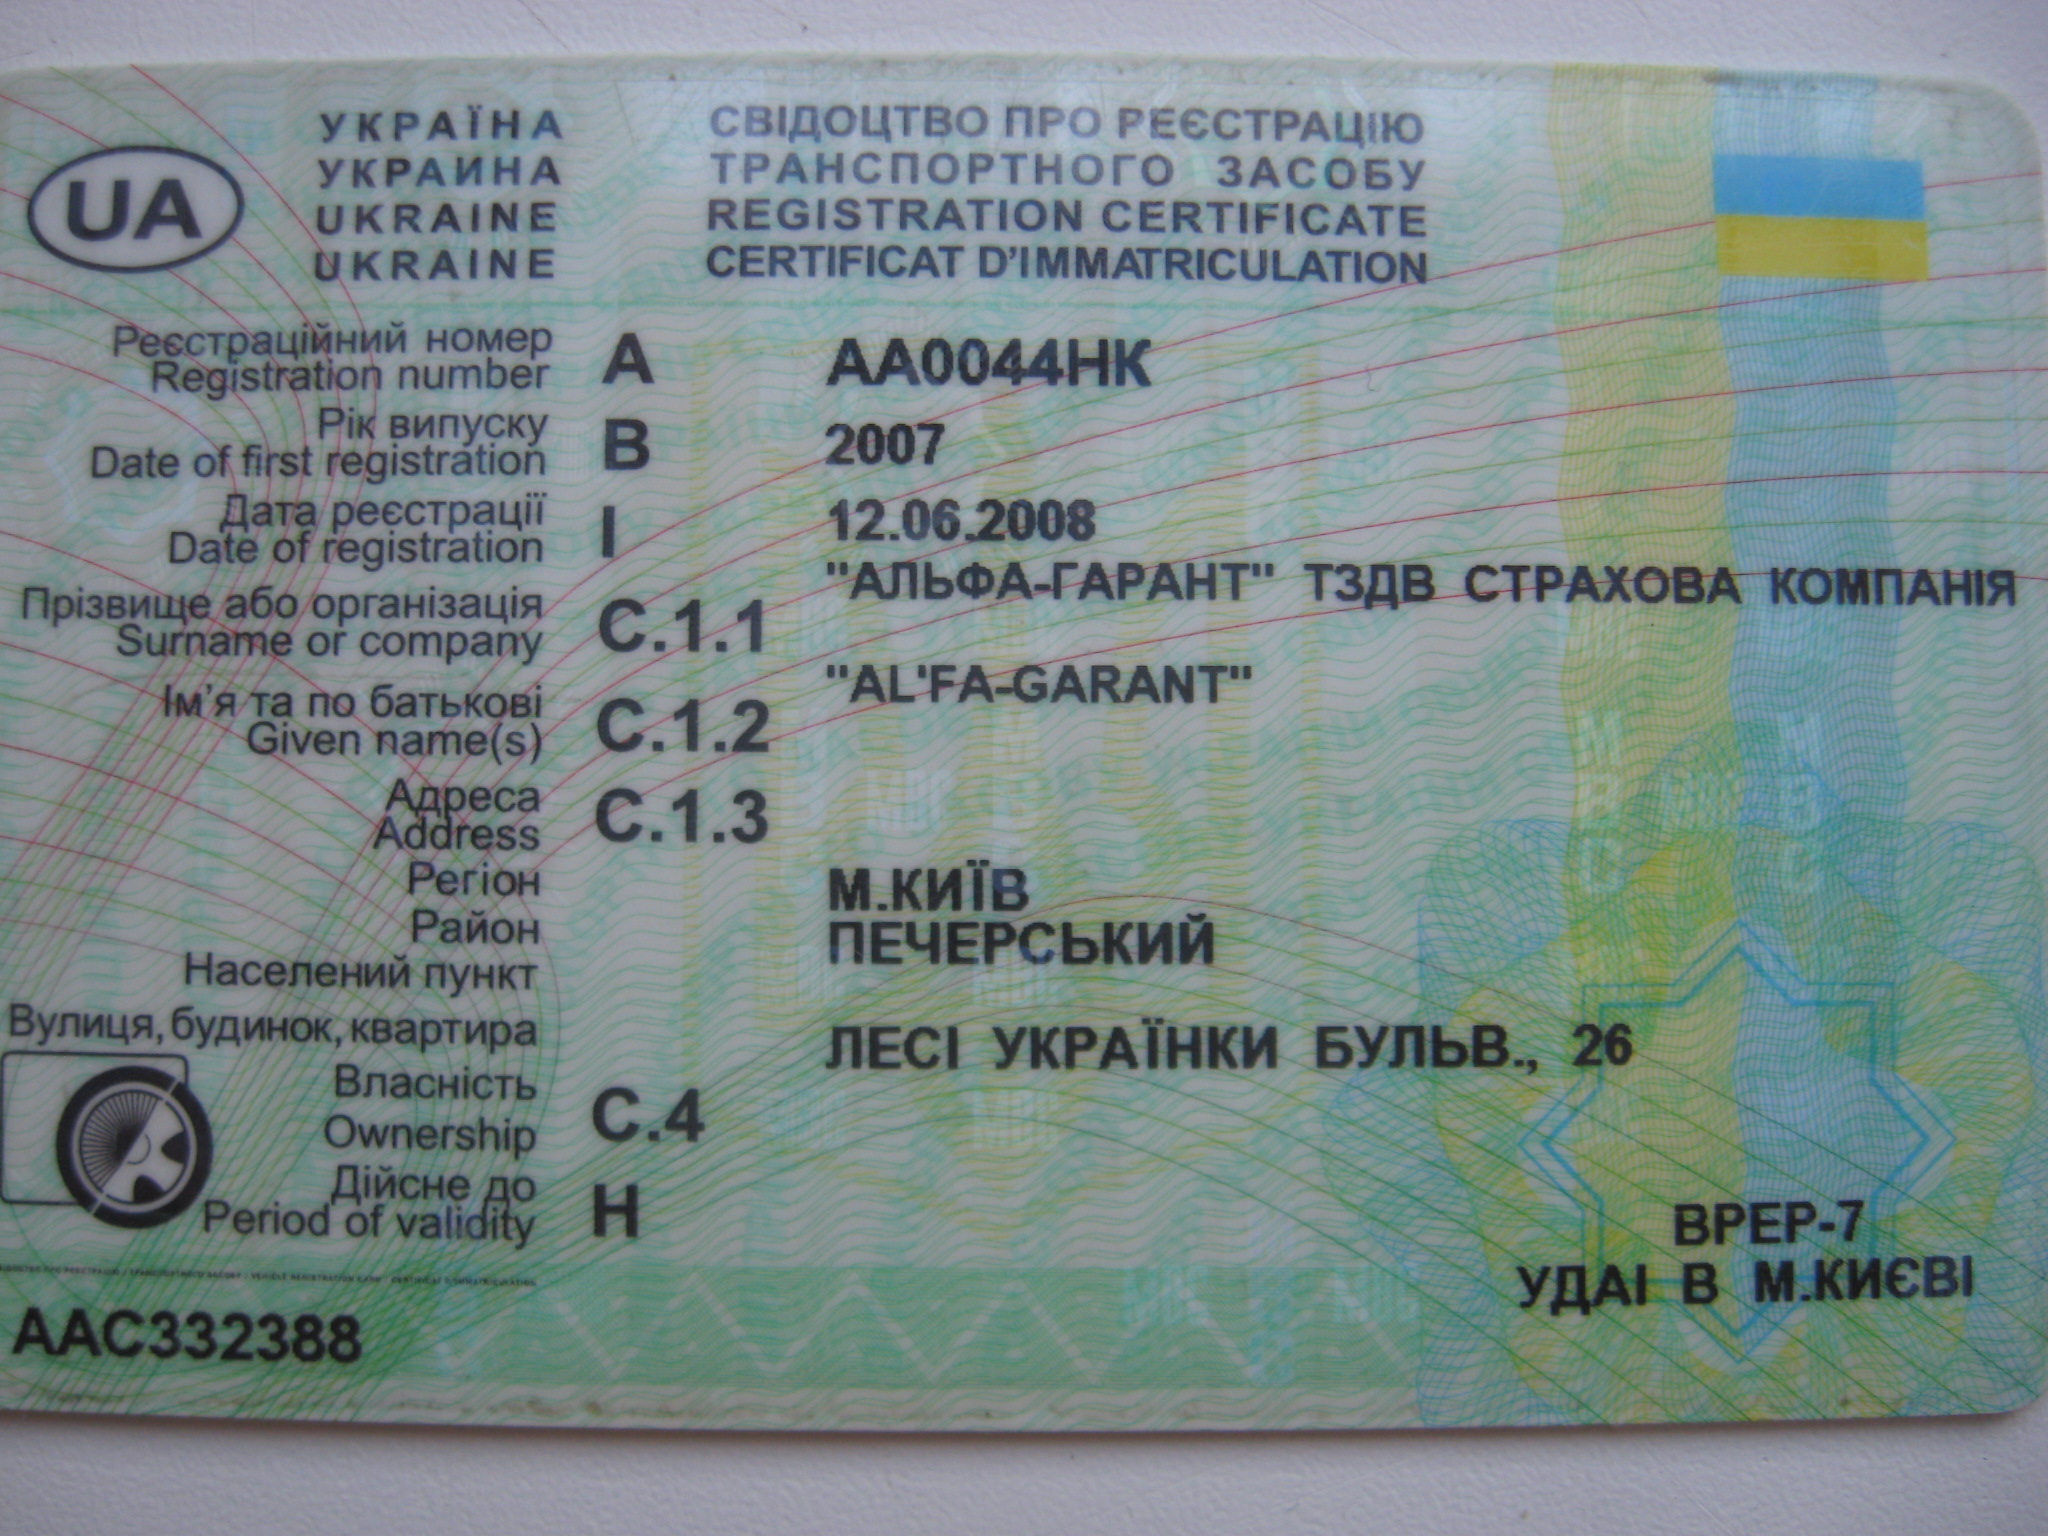 UA
УКРАЇНА
УКРАИНА
UKRAINE
UKRAINE
СВІДОЦТВО ПРО РЕЄСТРАЦІЮ
ТРАНСПОРТНОГО ЗАСОБУ
REGISTRATION CERTIFICATE
CERTIFICAT D'IMMATRICULATION
Реєстраційний номер
Registration number
A AA0044HK
Рік випуску
Date of first registration
B 2007
Дата реєстрації
Date of registration
I 12.06.2008
Прізвище або організація
Surname or company
C.1.1 "АЛЬФА-ГАРАНТ" ТЗДВ СТРАХОВА КОМПАНІЯ
"AL'FA-GARANT"
Ім'я та по батькові
Given name(s)
C.1.2
Адреса
Address
C.1.3
Регіон М.КИЇВ
Район ПЕЧЕРСЬКИЙ
Населений пункт
Вулиця, будинок, квартира ЛЕСІ УКРАЇНКИ БУЛЬВ., 26
Власність
Ownership
C.4
Дійсне до
Period of validity
H
ВРЕР-7
УДАІ В М.КИЄВІ
ААС332388